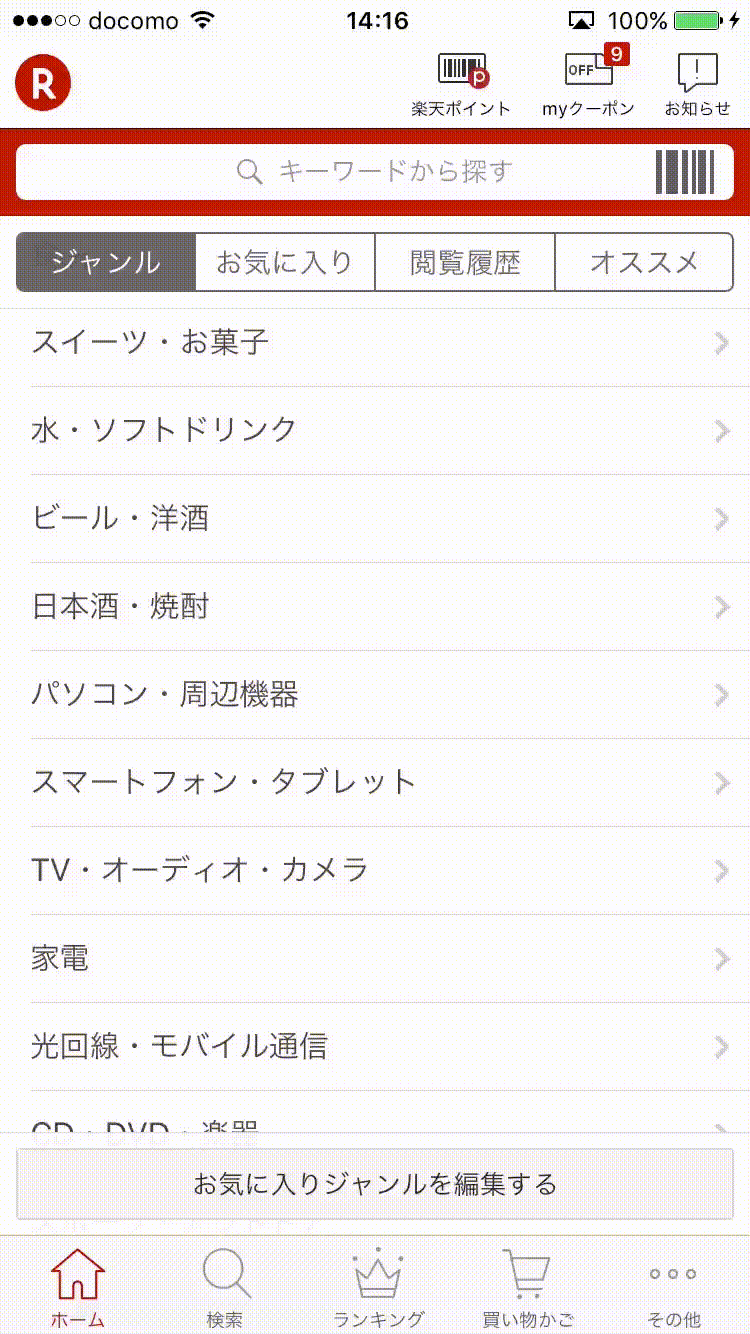 docomo 14:16 100%
R
OFF 9
楽天ポイント myクーポン お知らせ
キーワードから探す
ジャンル お気に入り 閲覧履歴 オススメ
スイーツ・お菓子
水・ソフトドリンク
ビール・洋酒
日本酒・焼酎
パソコン・周辺機器
スマートフォン・タブレット
TV・オーディオ・カメラ
家電
光回線・モバイル通信
CD・DVD・楽器
お気に入りジャンルを編集する
ホーム 検索 ランキング 買い物かご その他